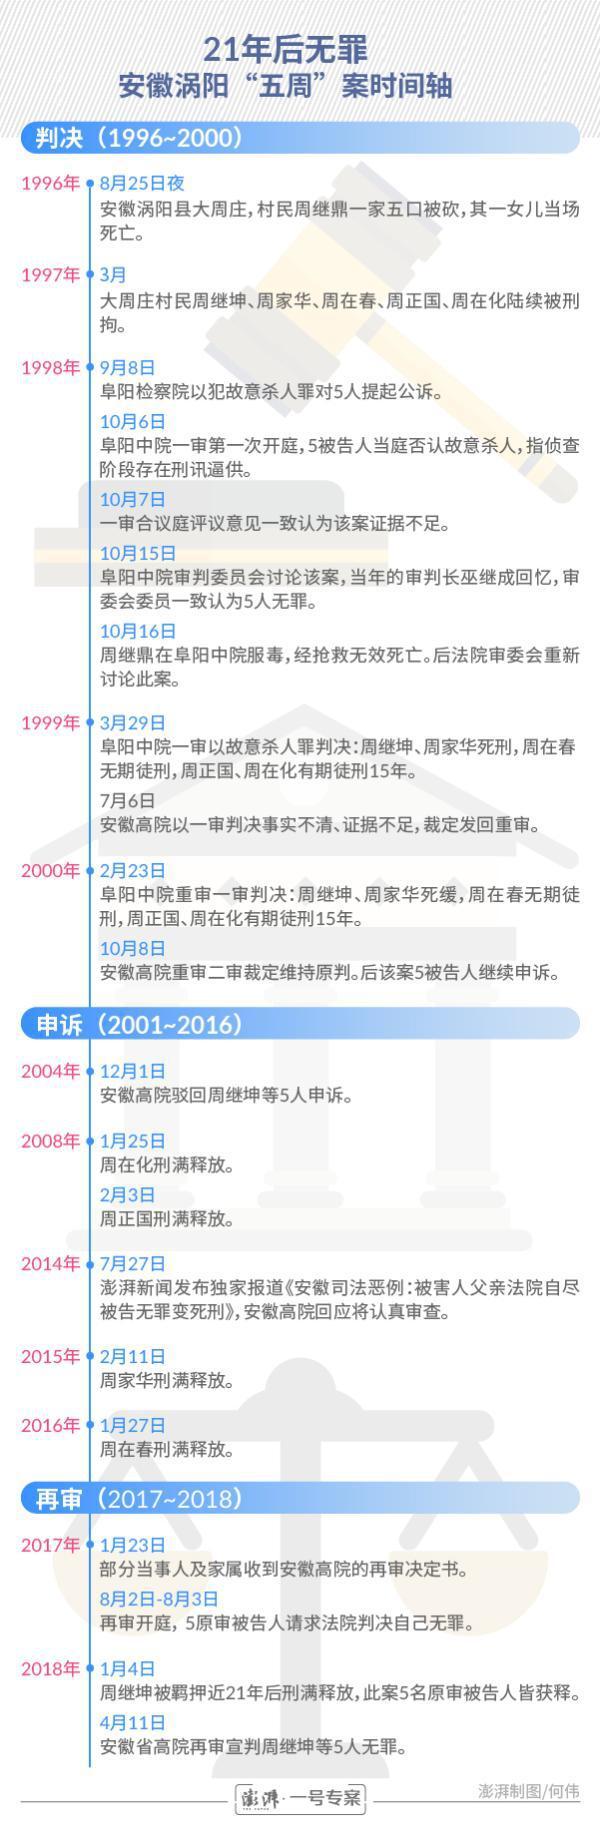 21年后无罪
安徽涡阳“五周”案时间轴
判决（1996~2000）
1996年
8月25日夜
安徽涡阳县大周庄，村民周继鼎一家五口被砍，其一女儿当场
死亡。
1997年
3月
大周庄村民周继坤、周家华、周在春、周正国、周在化陆续被刑
拘。
1998年
9月8日
阜阳检察院以犯故意杀人罪对5人提起公诉。
10月6日
阜阳中院一审第一次开庭，5被告人当庭否认故意杀人，指侦查
阶段存在刑讯逼供。
10月7日
一审合议庭评议意见一致认为该案证据不足。
10月15日
阜阳中院审判委员会讨论该案，当年的审判长巫继成回忆，审
委会委员一致认为5人无罪。
10月16日
周继鼎在阜阳中院服毒，经抢救无效死亡。后法院审委会重新
讨论此案。
1999年
3月29日
阜阳中院一审以故意杀人罪判决：周继坤、周家华死刑，周在春
无期徒刑，周正国、周在化有期徒刑15年。
7月6日
安徽高院以一审判决事实不清、证据不足，裁定发回重审。
2000年
2月23日
阜阳中院重审一审判决：周继坤、周家华死缓，周在春无期徒
刑，周正国、周在化有期徒刑15年。
10月8日
安徽高院重审二审裁定维持原判。后该案5被告人继续申诉。
申诉（2001~2016）
2004年
12月1日
安徽高院驳回周继坤等5人申诉。
2008年
1月25日
周在化刑满释放。
2月3日
周正国刑满释放。
2014年
7月27日
澎湃新闻发布独家报道《安徽司法恶例：被害人父亲法院自尽
被告无罪变死刑》，安徽高院回应将认真审查。
2015年
2月11日
周家华刑满释放。
2016年
1月27日
周在春刑满释放。
再审（2017~2018）
2017年
1月23日
部分当事人及家属收到安徽高院的再审决定书。
8月2日-8月3日
再审开庭，5原审被告人请求法院判决自己无罪。
2018年
1月4日
周继坤被羁押近21年后刑满释放，此案5名原审被告人皆获释。
4月11日
安徽省高院再审宣判周继坤等5人无罪。
澎湃制图/何伟
澎湃·一号专案